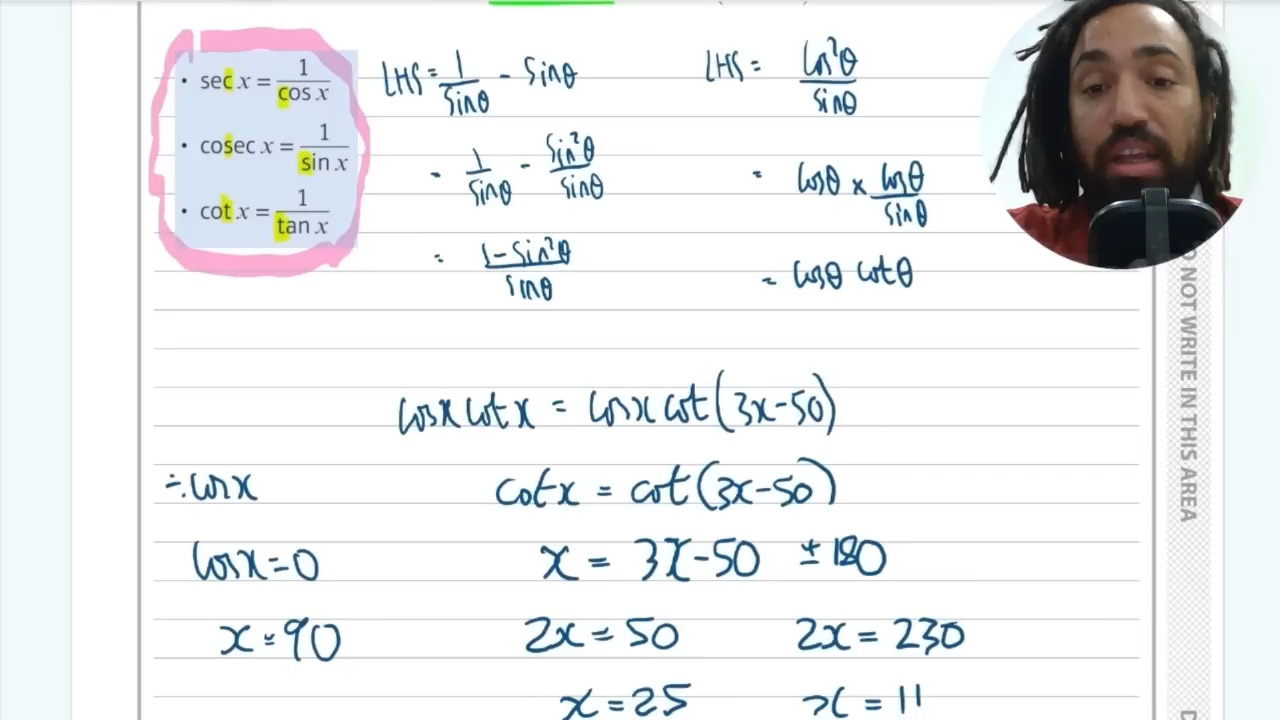 • sec x = 1/cos x
• cosec x = 1/sin x
• cot x = 1/tan x
LHS = 1/sinθ - sinθ
= 1/sinθ - sin²θ/sinθ
= 1-sin²θ/sinθ
LHS = cos²θ/sinθ
= cosθ × cosθ/sinθ
= cosθ cotθ
cosx cotx = cosx cot(3x-50)
÷cosx cotx = cot(3x-50)
cosx=0 x = 3x-50 ±180
x=90 2x=50 2x=230
x=25 x=11
O NOT WRITE IN THIS AREA